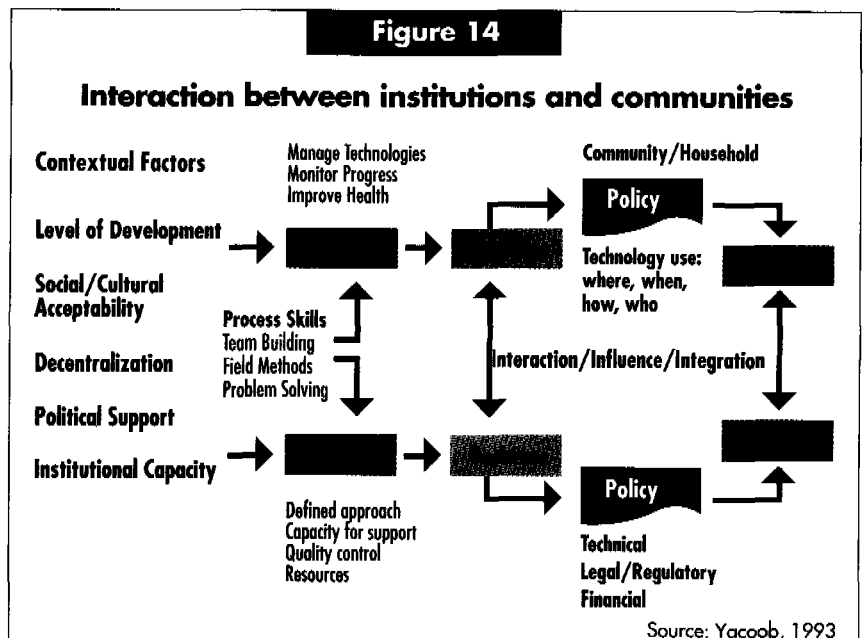 Figure 14
Interaction between institutions and communities
Contextual Factors
Level of Development
Social/Cultural
Acceptability
Decentralization
Political Support
Institutional Capacity
Manage Technologies
Monitor Progress
Improve Health
Process Skills
Team Building
Field Methods
Problem Solving
Defined approach
Capacity for support
Quality control
Resources
Community/Household
Policy
Technology use:
where, when,
how, who
Interaction/Influence/Integration
Policy
Technical
Legal/Regulatory
Financial
Source: Yacoob, 1993